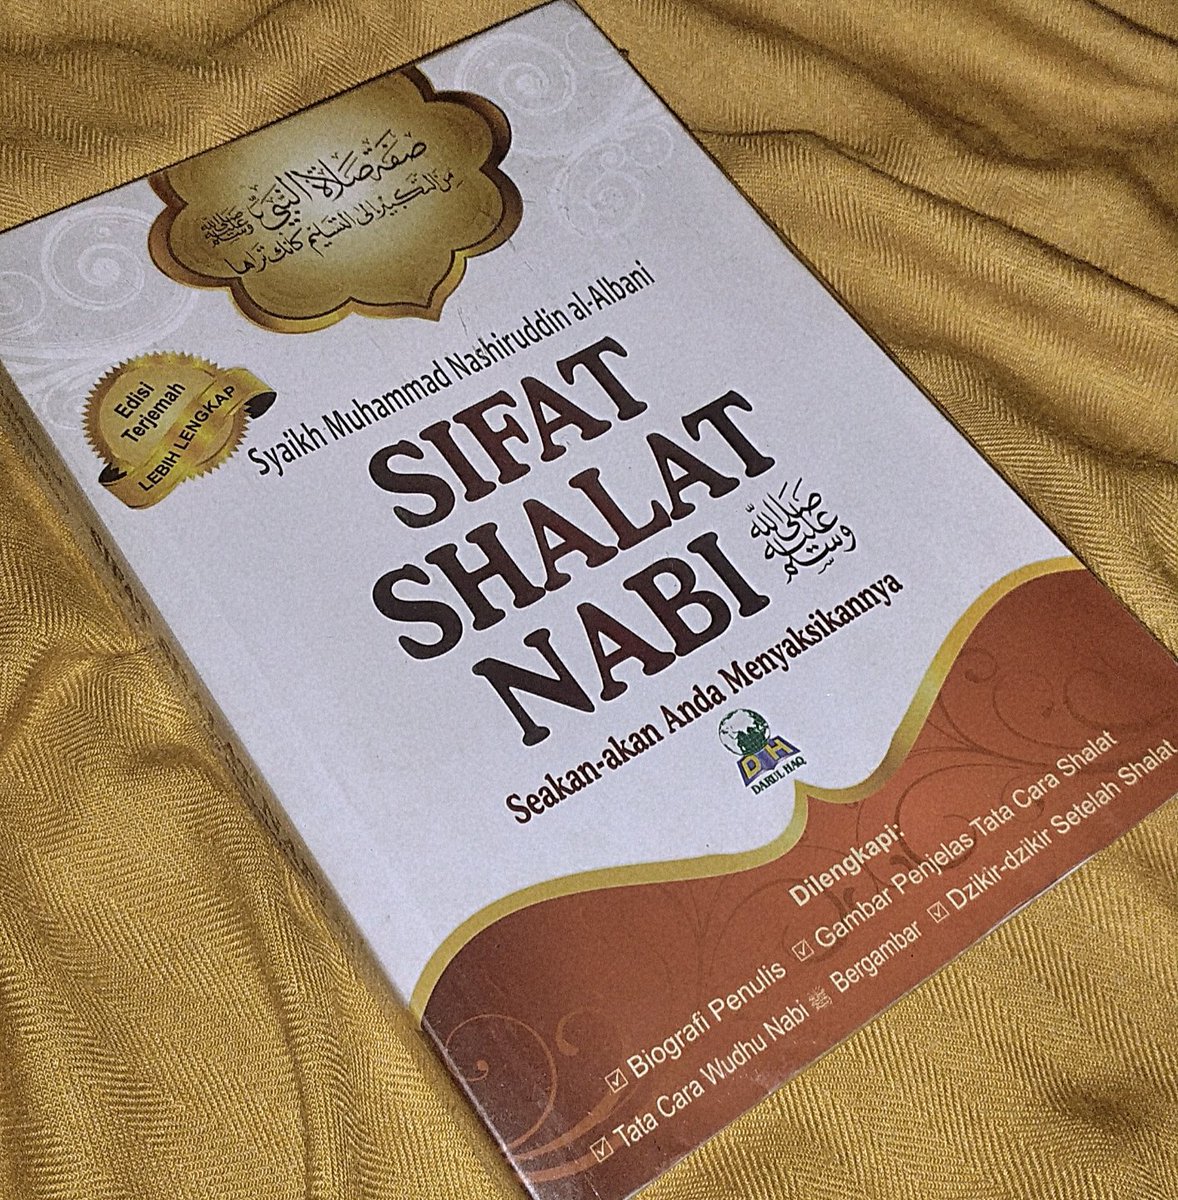 صفة صلاة النبي ﷺ
من التكبير إلى التسليم كأنك تراها
Syaikh Muhammad Nashiruddin al-Albani
Edisi
Terjemah
LEBIH LENGKAP
SIFAT
SHALAT
NABI صلى الله عليه وسلم
Seakan-akan Anda Menyaksikannya
DH
DARUL HAQ
Dilengkapi:
☑ Biografi Penulis ☑ Gambar Penjelas Tata Cara Shalat
☑ Tata Cara Wudhu Nabi ﷺ Bergambar ☑ Dzikir-dzikir Setelah Shalat